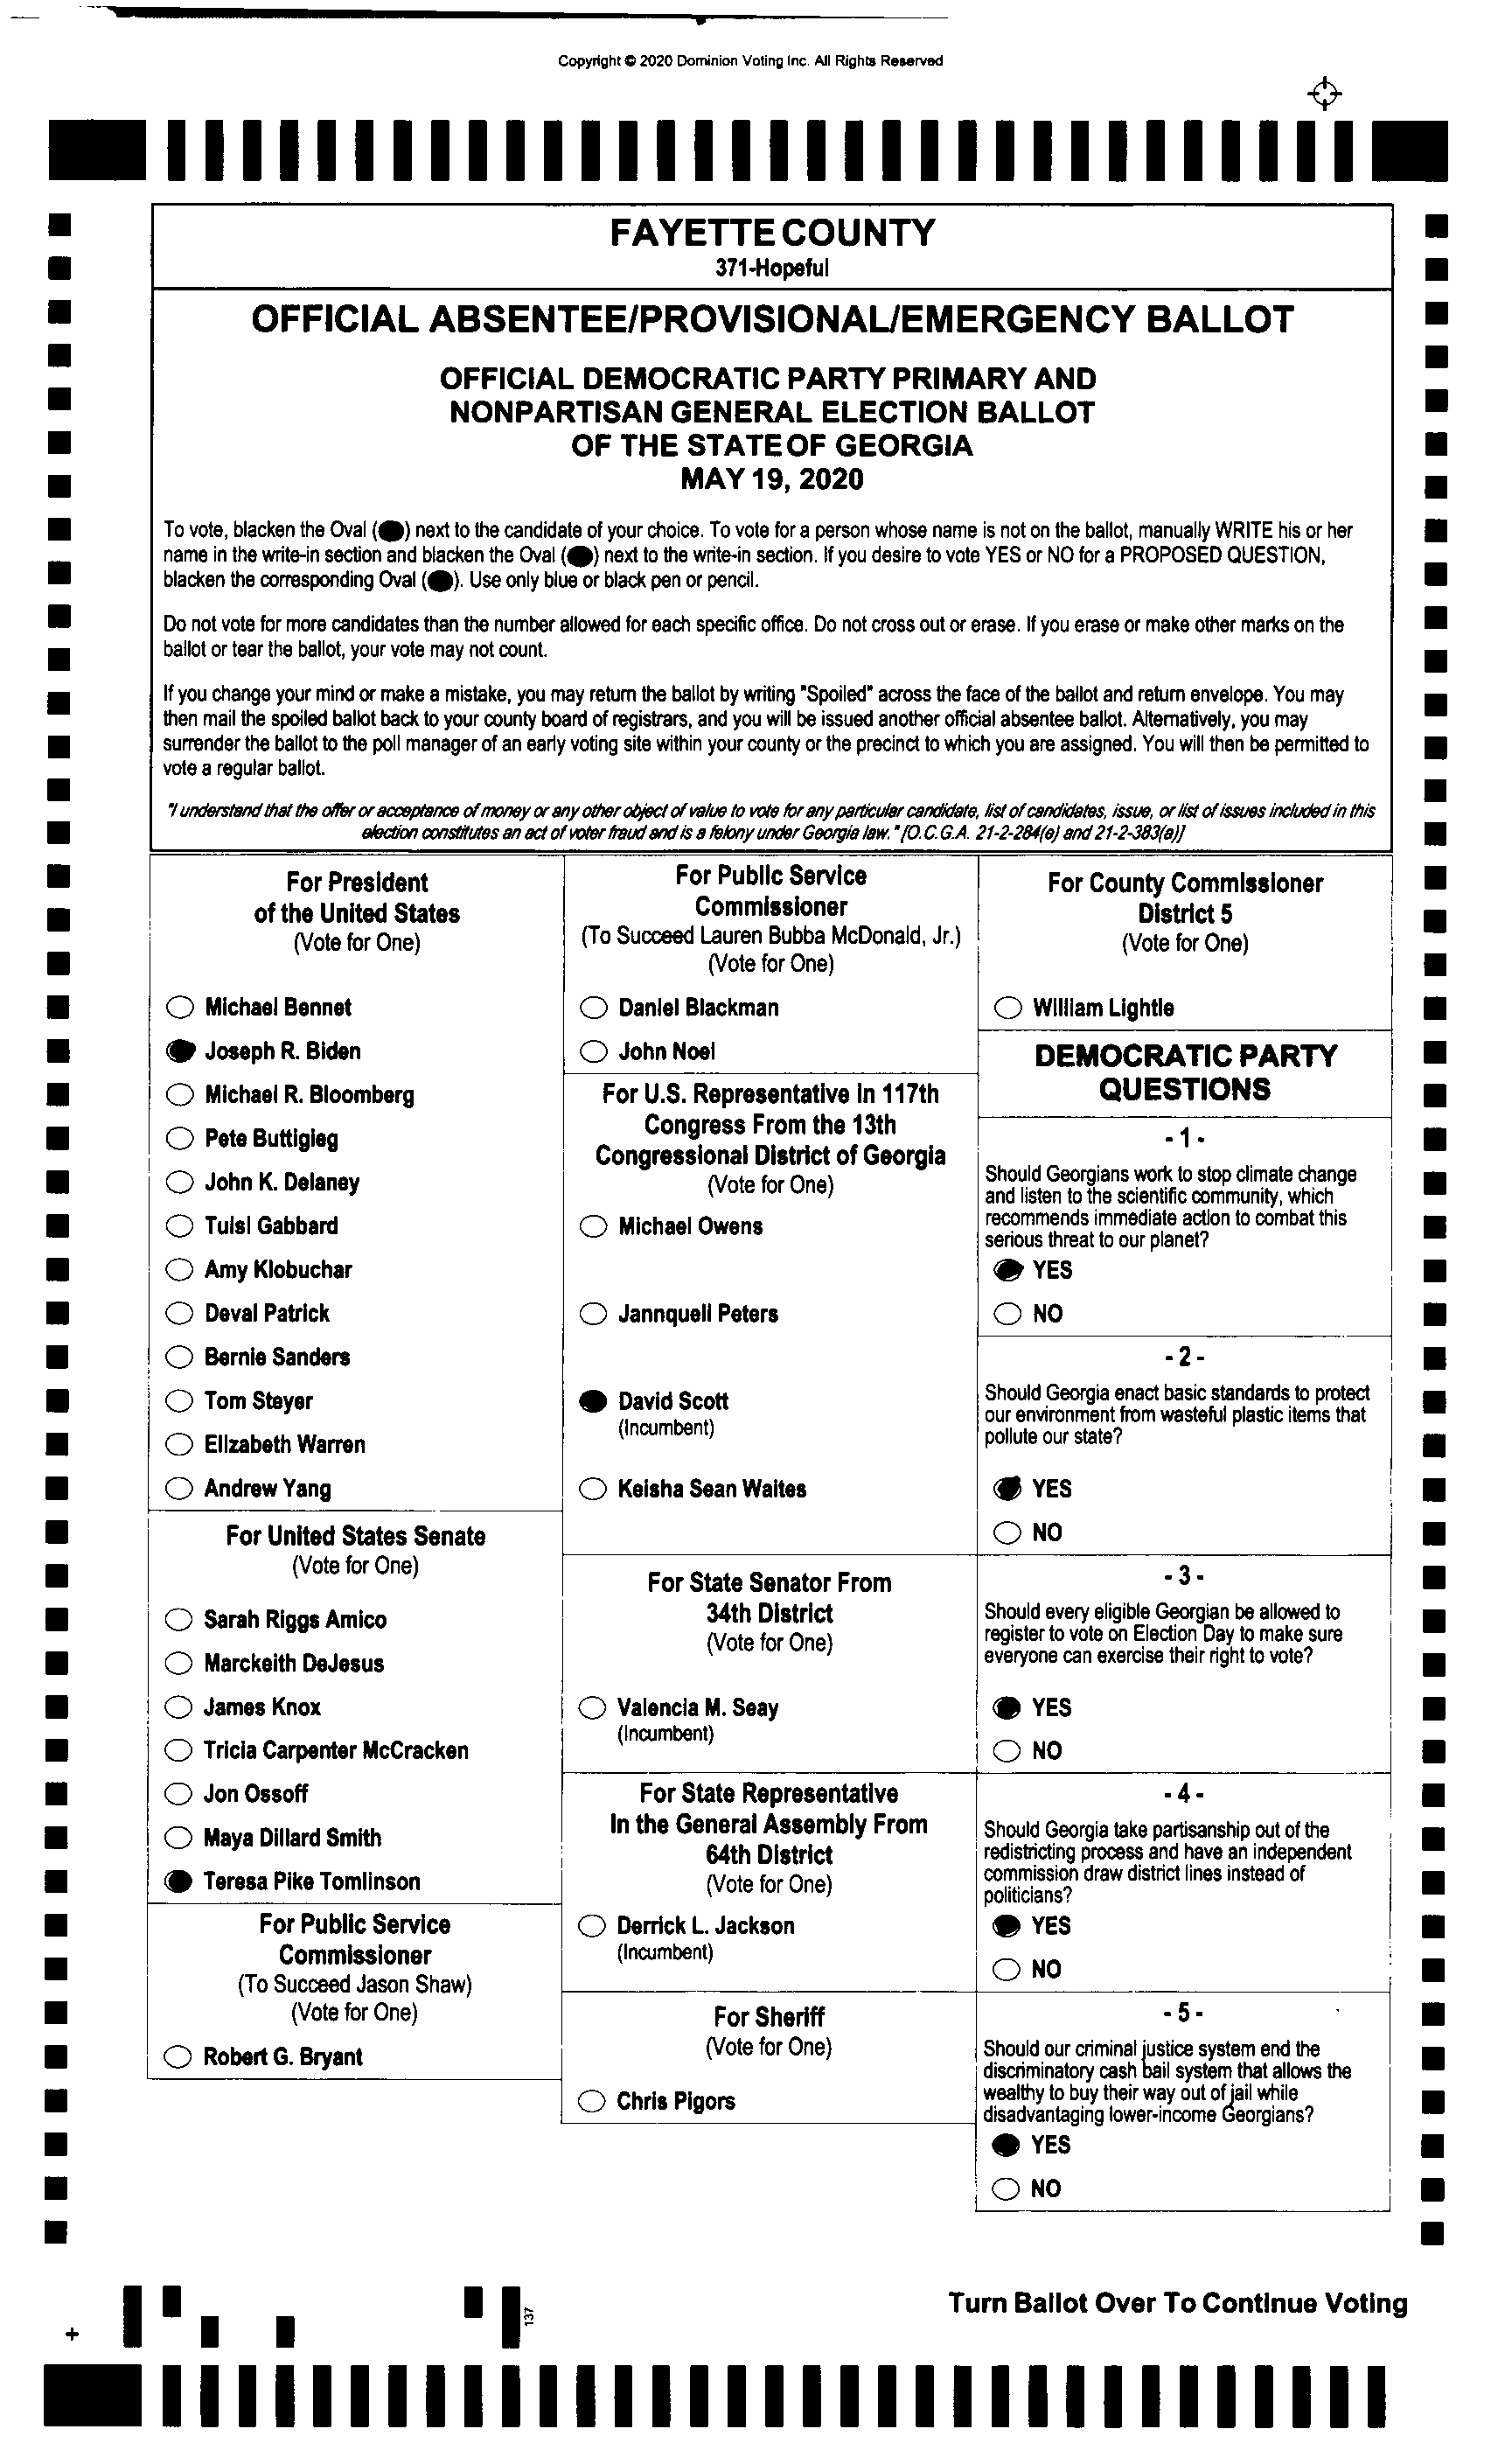 Copyright © 2020 Dominion Voting Inc. All Rights Reserved
FAYETTE COUNTY
371-Hopeful
OFFICIAL ABSENTEE/PROVISIONAL/EMERGENCY BALLOT
OFFICIAL DEMOCRATIC PARTY PRIMARY AND
NONPARTISAN GENERAL ELECTION BALLOT
OF THE STATE OF GEORGIA
MAY 19, 2020
To vote, blacken the Oval ( ) next to the candidate of your choice. To vote for a person whose name is not on the ballot, manually WRITE his or her
name in the write-in section and blacken the Oval ( ) next to the write-in section. If you desire to vote YES or NO for a PROPOSED QUESTION,
blacken the corresponding Oval ( ). Use only blue or black pen or pencil.
Do not vote for more candidates than the number allowed for each specific office. Do not cross out or erase. If you erase or make other marks on the
ballot or tear the ballot, your vote may not count.
If you change your mind or make a mistake, you may return the ballot by writing "Spoiled" across the face of the ballot and return envelope. You may
then mail the spoiled ballot back to your county board of registrars, and you will be issued another official absentee ballot. Alternatively, you may
surrender the ballot to the poll manager of an early voting site within your county or the precinct to which you are assigned. You will then be permitted to
vote a regular ballot.
"I understand that the offer or acceptance of money or any other object of value to vote for any particular candidate, list of candidates, issue, or list of issues included in this
election constitutes an act of voter fraud and is a felony under Georgia law." [O.C.G.A. 21-2-284(e) and 21-2-383(a)]
For President
of the United States
(Vote for One)
Michael Bennet
Joseph R. Biden
Michael R. Bloomberg
Pete Buttigieg
John K. Delaney
Tulsi Gabbard
Amy Klobuchar
Deval Patrick
Bernie Sanders
Tom Steyer
Elizabeth Warren
Andrew Yang
For United States Senate
(Vote for One)
Sarah Riggs Amico
Marckeith DeJesus
James Knox
Tricia Carpenter McCracken
Jon Ossoff
Maya Dillard Smith
Teresa Pike Tomlinson
For Public Service
Commissioner
(To Succeed Jason Shaw)
(Vote for One)
Robert G. Bryant
For Public Service
Commissioner
(To Succeed Lauren Bubba McDonald, Jr.)
(Vote for One)
Daniel Blackman
John Noel
For U.S. Representative in 117th
Congress From the 13th
Congressional District of Georgia
(Vote for One)
Michael Owens
Jannquell Peters
David Scott
(Incumbent)
Keisha Sean Waites
For State Senator From
34th District
(Vote for One)
Valencia M. Seay
(Incumbent)
For State Representative
In the General Assembly From
64th District
(Vote for One)
Derrick L. Jackson
(Incumbent)
For Sheriff
(Vote for One)
Chris Pigors
For County Commissioner
District 5
(Vote for One)
William Lightle
DEMOCRATIC PARTY
QUESTIONS
- 1 -
Should Georgians work to stop climate change
and listen to the scientific community, which
recommends immediate action to combat this
serious threat to our planet?
YES
NO
- 2 -
Should Georgia enact basic standards to protect
our environment from wasteful plastic items that
pollute our state?
YES
NO
- 3 -
Should every eligible Georgian be allowed to
register to vote on Election Day to make sure
everyone can exercise their right to vote?
YES
NO
- 4 -
Should Georgia take partisanship out of the
redistricting process and have an independent
commission draw district lines instead of
politicians?
YES
NO
- 5 -
Should our criminal justice system end the
discriminatory cash bail system that allows the
wealthy to buy their way out of jail while
disadvantaging lower-income Georgians?
YES
NO
137
Turn Ballot Over To Continue Voting